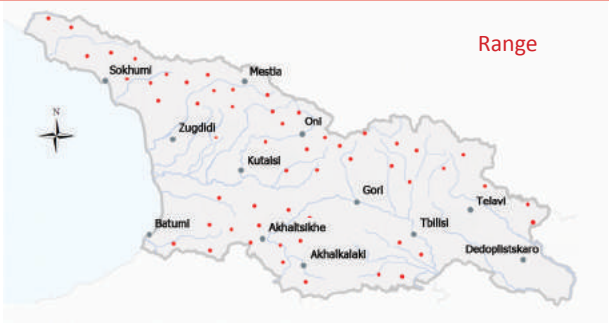 Range
N
Sokhumi
Mestia
Zugdidi
Oni
Kutaisi
Gori
Telavi
Batumi
Akhaltsikhe
Tbilisi
Dedoplistskaro
Akhalkalaki